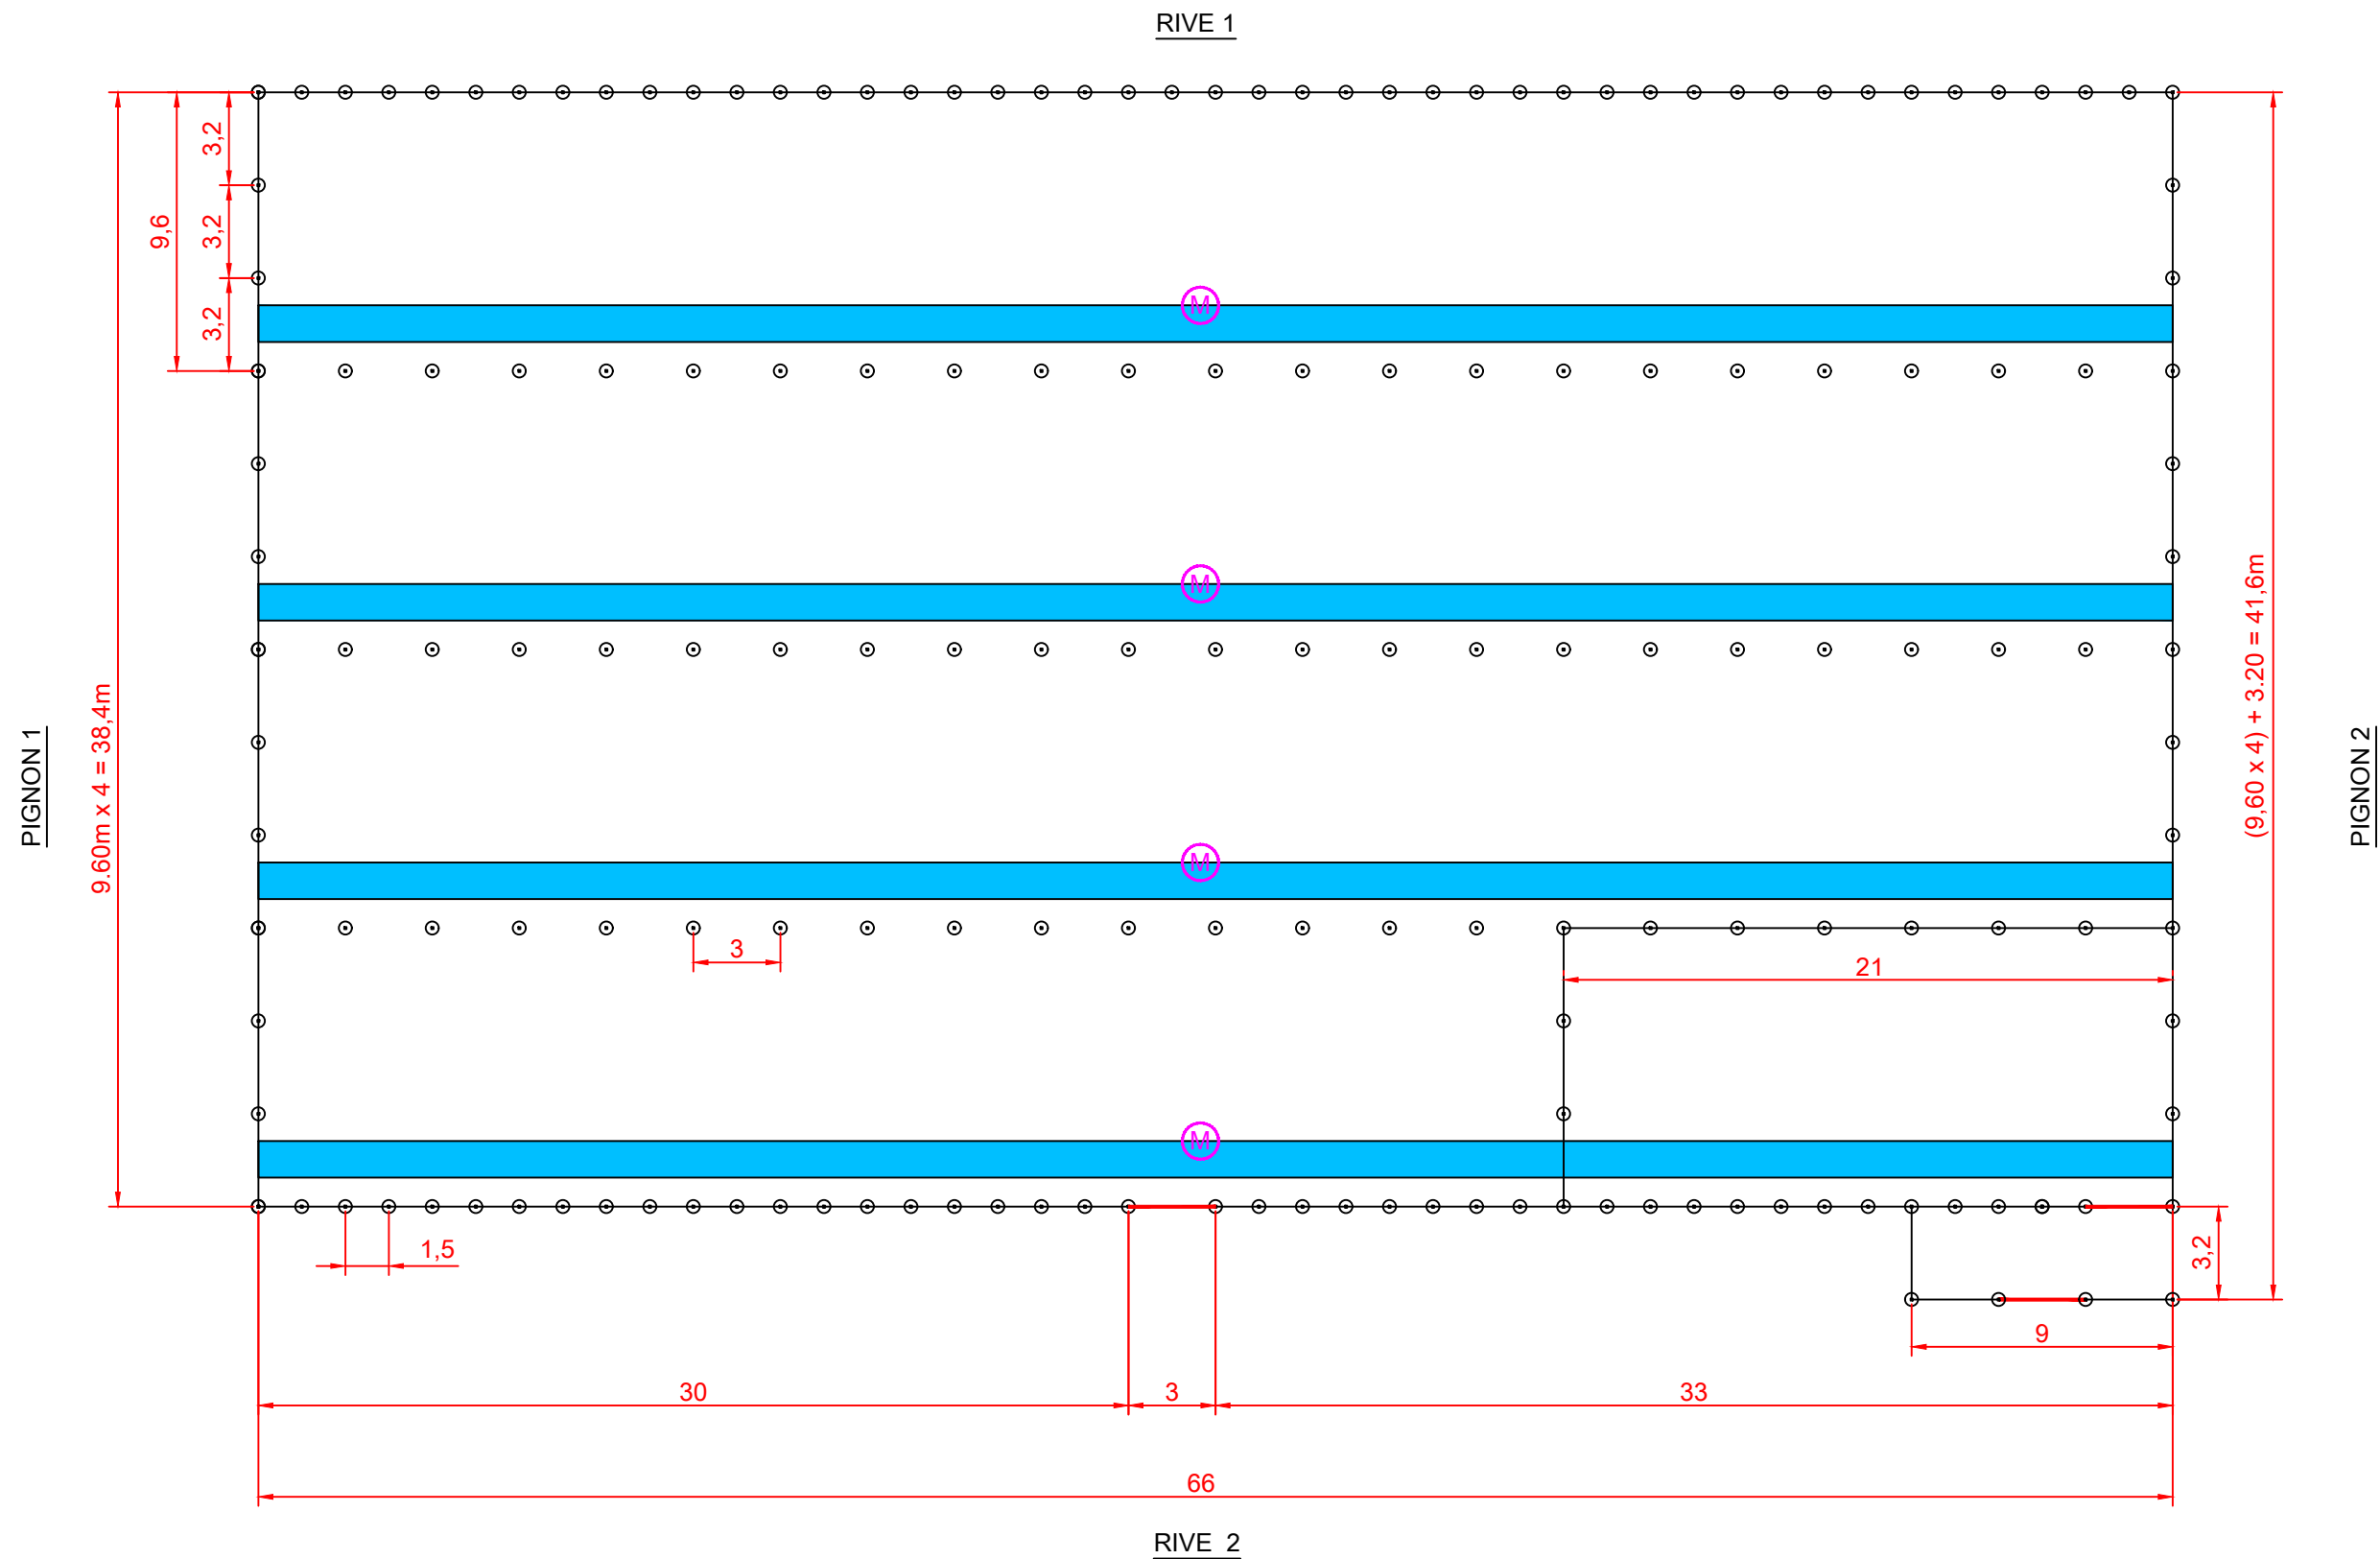 RIVE 1
3,2
9,6
3,2
3,2
M
M
9.60m x 4 = 38,4m
(9,60 x 4) + 3.20 = 41,6m
PIGNON 1
PIGNON 2
M
3
21
M
1,5
3,2
9
30
3
33
66
RIVE 2